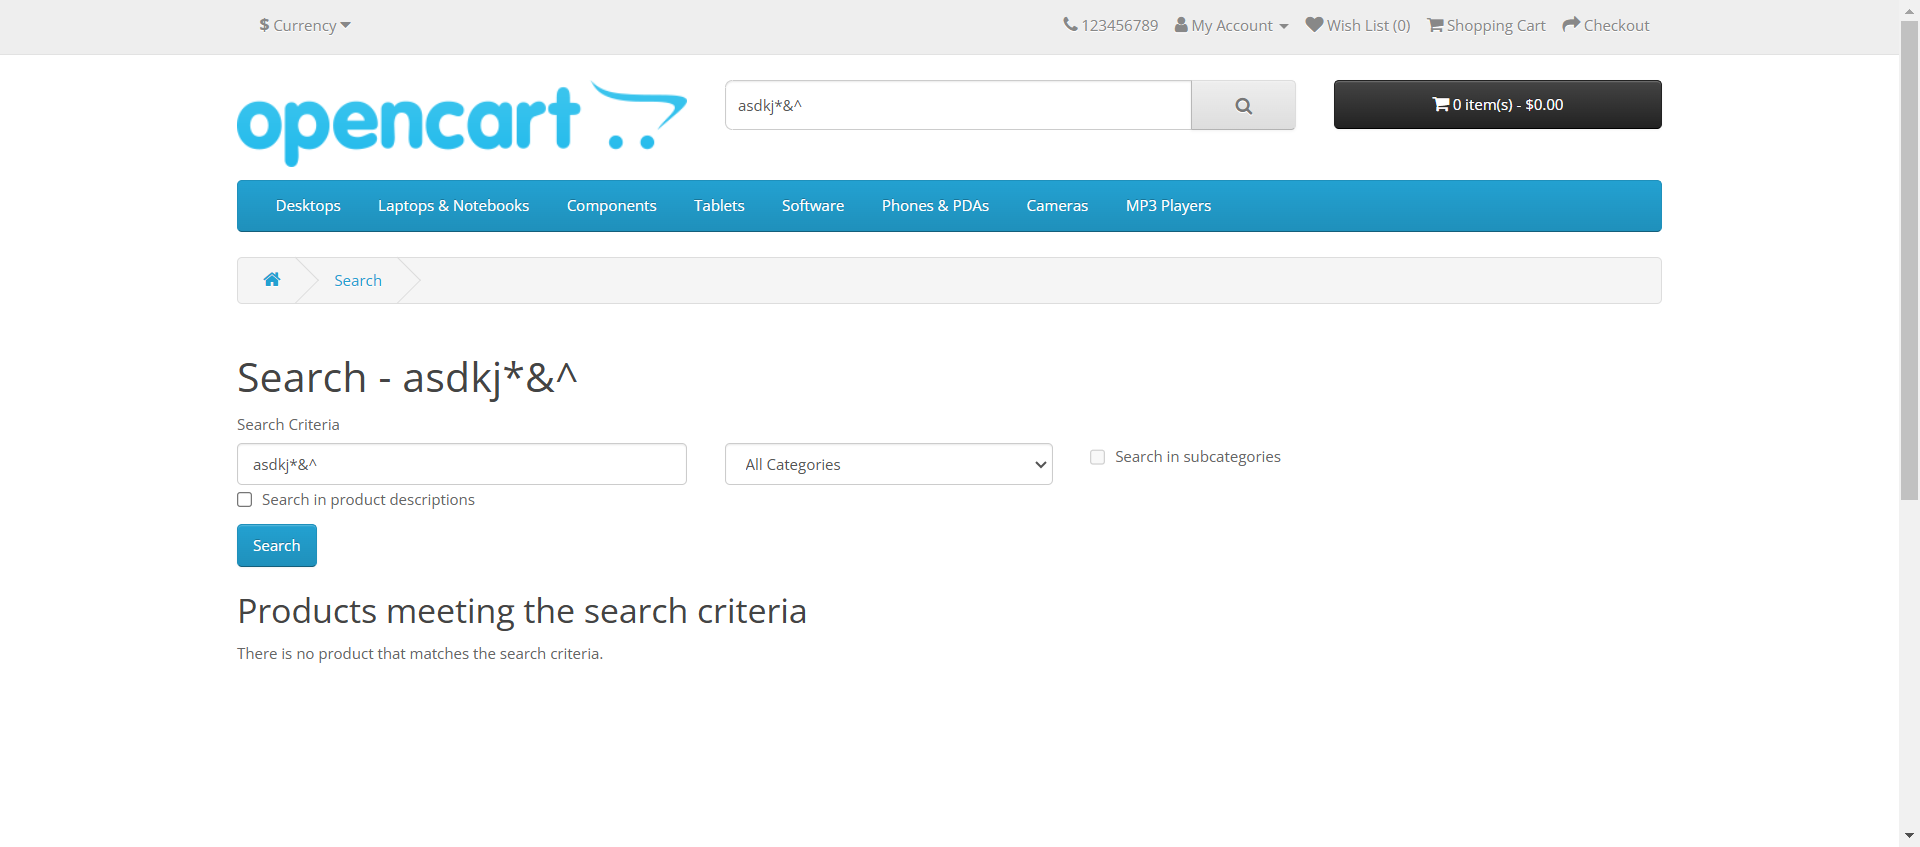 $ Currency
123456789 My Account Wish List (0) Shopping Cart Checkout
opencart
asdkj*&^
0 item(s) - $0.00
Desktops Laptops & Notebooks Components Tablets Software Phones & PDAs Cameras MP3 Players
Search
Search - asdkj*&^
Search Criteria
asdkj*&^
All Categories
Search in subcategories
Search in product descriptions
Search
Products meeting the search criteria
There is no product that matches the search criteria.